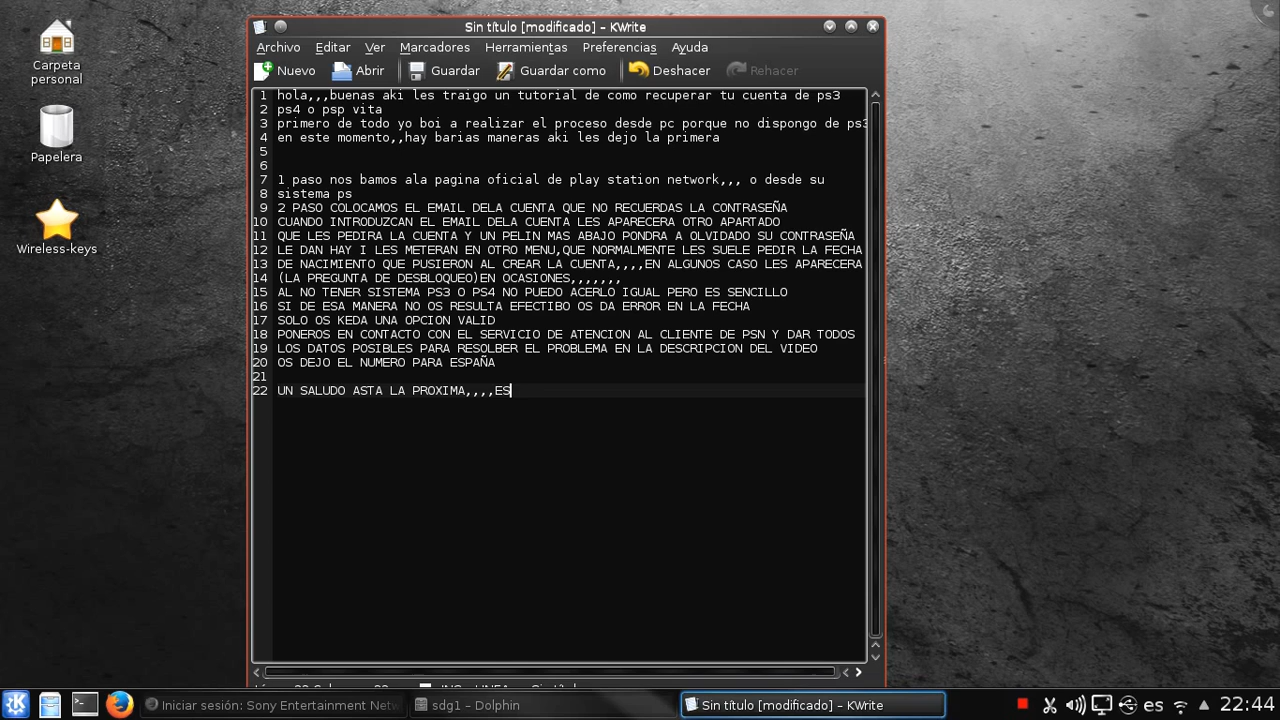 Sin título [modificado] – KWrite
Archivo Editar Ver Marcadores Herramientas Preferencias Ayuda
Nuevo Abrir Guardar Guardar como Deshacer Rehacer
Carpeta personal
Papelera
Wireless-keys
1 hola,,,buenas aki les traigo un tutorial de como recuperar tu cuenta de ps3
2 ps4 o psp vita
3 primero de todo yo boi a realizar el proceso desde pc porque no dispongo de ps3
4 en este momento,,hay barias maneras aki les dejo la primera
5
6
7 1 paso nos bamos ala pagina oficial de play station network,,, o desde su
8 sistema ps
9 2 PASO COLOCAMOS EL EMAIL DELA CUENTA QUE NO RECUERDAS LA CONTRASEÑA
10 CUANDO INTRODUZCAN EL EMAIL DELA CUENTA LES APARECERA OTRO APARTADO
11 QUE LES PEDIRA LA CUENTA Y UN PELIN MAS ABAJO PONDRA A OLVIDADO SU CONTRASEÑA
12 LE DAN HAY I LES METERAN EN OTRO MENU,QUE NORMALMENTE LES SUELE PEDIR LA FECHA
13 DE NACIMIENTO QUE PUSIERON AL CREAR LA CUENTA,,,,EN ALGUNOS CASO LES APARECERA
14 (LA PREGUNTA DE DESBLOQUEO)EN OCASIONES,,,,,,,
15 AL NO TENER SISTEMA PS3 O PS4 NO PUEDO ACERLO IGUAL PERO ES SENCILLO
16 SI DE ESA MANERA NO OS RESULTA EFECTIBO OS DA ERROR EN LA FECHA
17 SOLO OS KEDA UNA OPCION VALID
18 PONEROS EN CONTACTO CON EL SERVICIO DE ATENCION AL CLIENTE DE PSN Y DAR TODOS
19 LOS DATOS POSIBLES PARA RESOLBER EL PROBLEMA EN LA DESCRIPCION DEL VIDEO
20 OS DEJO EL NUMERO PARA ESPAÑA
21
22 UN SALUDO ASTA LA PROXIMA,,,,ES
Iniciar sesión: Sony Entertainment Net sdg1 – Dolphin Sin título [modificado] – KWrite es 22:44